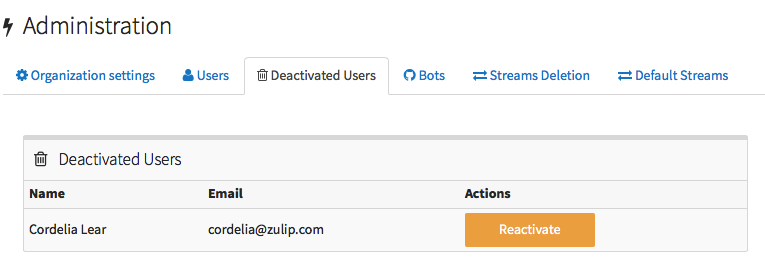 Administration
Organization settings Users Deactivated Users Bots Streams Deletion Default Streams
Deactivated Users
Name Email Actions
Cordelia Lear cordelia@zulip.com Reactivate